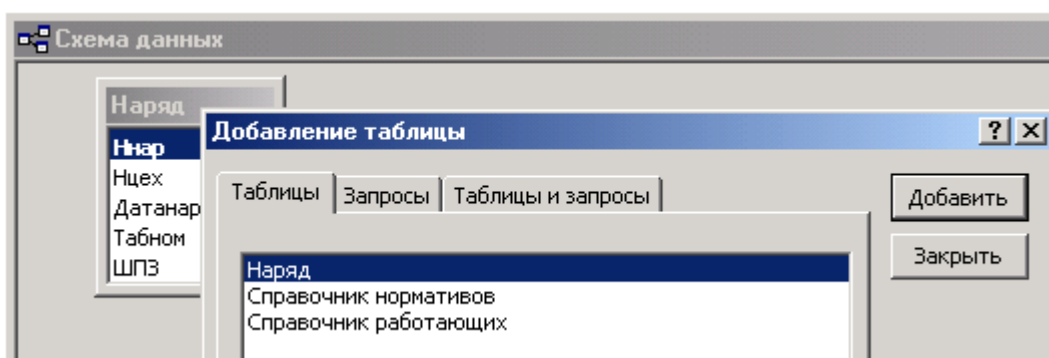 Схема данных
Наряд
Ннар
Нцех
Датанар
Табном
ШПЗ
Добавление таблицы
Таблицы
Запросы
Таблицы и запросы
Наряд
Справочник нормативов
Справочник работающих
Добавить
Закрыть